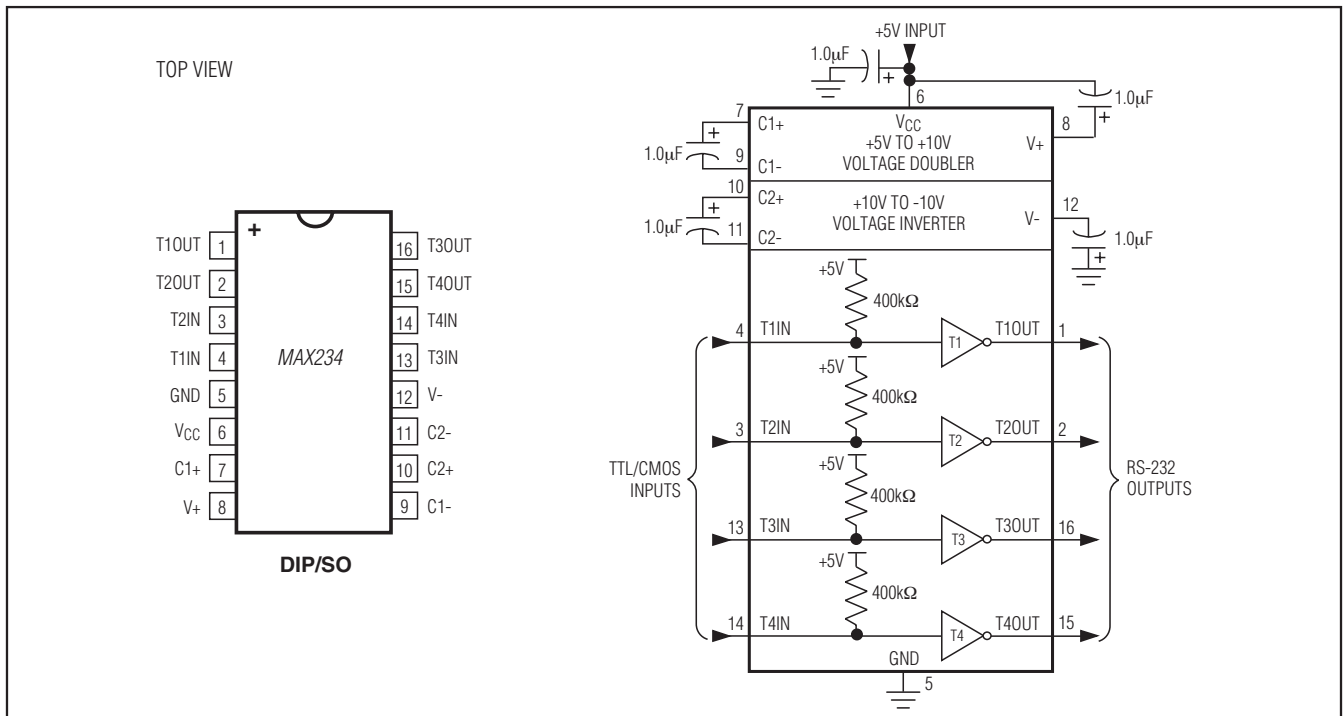 TOP VIEW
+
T1OUT 1
T2OUT 2
T2IN 3
T1IN 4
GND 5
VCC 6
C1+ 7
V+ 8
MAX234
16 T3OUT
15 T4OUT
14 T4IN
13 T3IN
12 V-
11 C2-
10 C2+
9 C1-
DIP/SO
+5V INPUT
1.0µF
+
6
1.0µF
+
7 C1+
+
1.0µF
9 C1-
VCC
+5V TO +10V
VOLTAGE DOUBLER
V+ 8
10 C2+
+
1.0µF
11 C2-
+10V TO -10V
VOLTAGE INVERTER
V- 12
1.0µF
+
+5V
400kΩ
4 T1IN T1 T1OUT 1
+5V
400kΩ
3 T2IN T2 T2OUT 2
+5V
400kΩ
TTL/CMOS
INPUTS
RS-232
OUTPUTS
13 T3IN T3 T3OUT 16
+5V
400kΩ
14 T4IN T4 T4OUT 15
GND
5